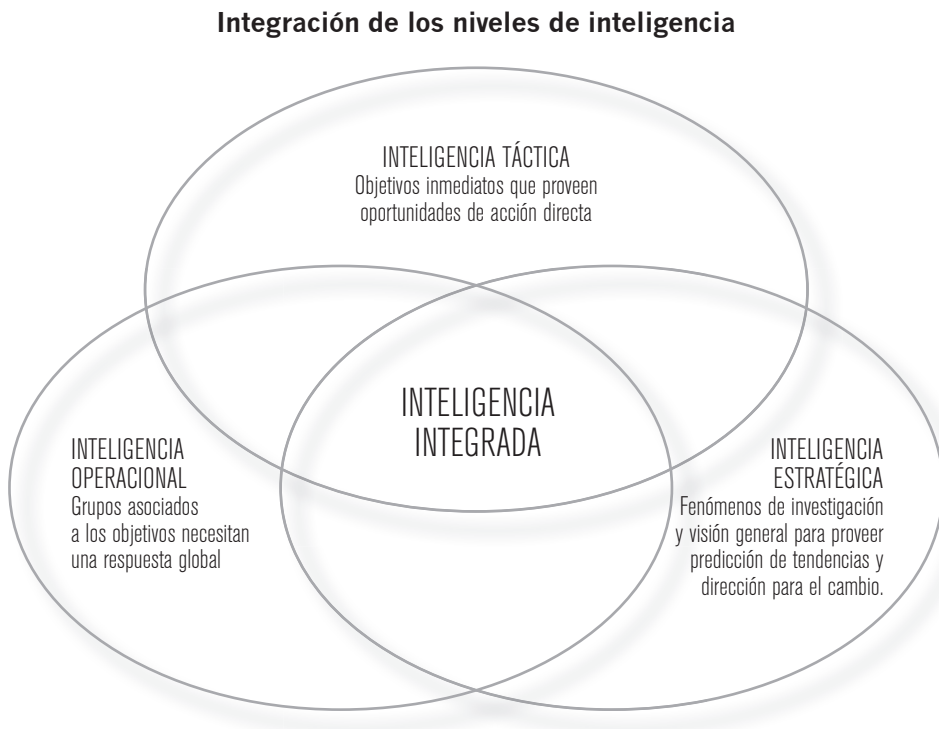 Integración de los niveles de inteligencia
INTELIGENCIA TÁCTICA
Objetivos inmediatos que proveen
oportunidades de acción directa
INTELIGENCIA
INTEGRADA
INTELIGENCIA
OPERACIONAL
Grupos asociados
a los objetivos necesitan
una respuesta global
INTELIGENCIA
ESTRATÉGICA
Fenómenos de investigación
y visión general para proveer
predicción de tendencias y
dirección para el cambio.